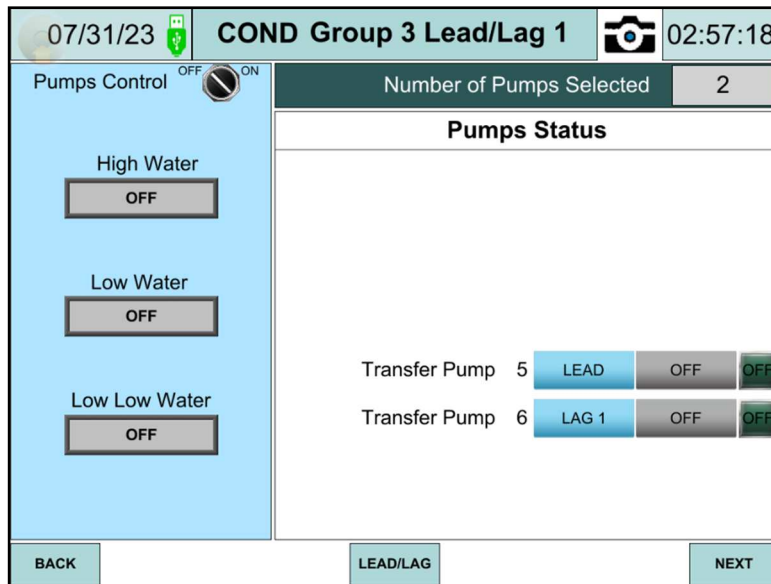 07/31/23 COND Group 3 Lead/Lag 1 02:57:18
Pumps Control OFF ON
Number of Pumps Selected 2
Pumps Status
High Water
OFF
Low Water
OFF
Low Low Water
OFF
Transfer Pump 5 LEAD OFF OFF
Transfer Pump 6 LAG 1 OFF OFF
BACK LEAD/LAG NEXT